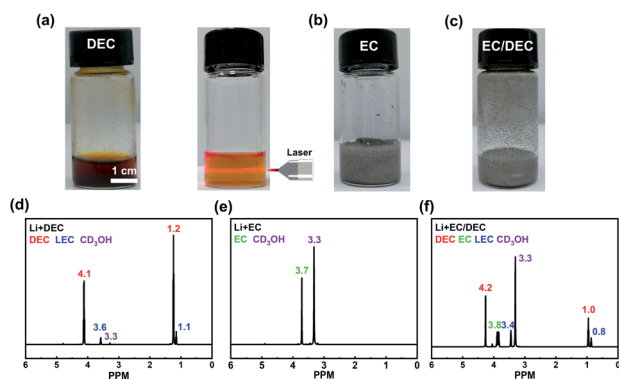 (a)
DEC
1 cm
Laser
(b)
EC
(c)
EC/DEC
(d)
Li+DEC
DEC LEC CD₃OH
4.1
3.6
3.3
1.2
1.1
6 5 4 3 2 1 0
PPM
(e)
Li+EC
EC CD₃OH
3.7
3.3
6 5 4 3 2 1 0
PPM
(f)
Li+EC/DEC
DEC EC LEC CD₃OH
4.2
3.8
3.4
3.3
1.0
0.8
6 5 4 3 2 1 0
PPM